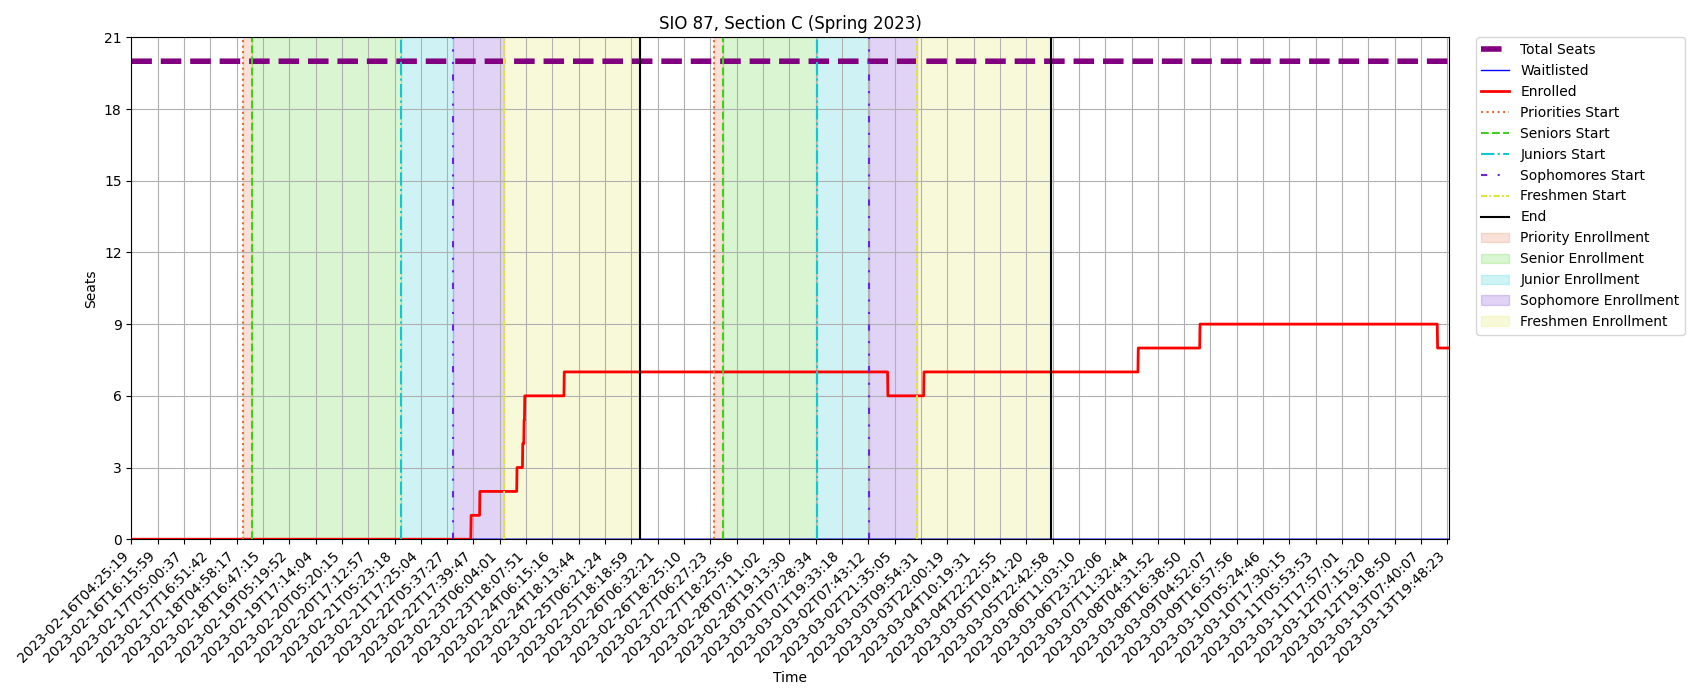 SIO 87, Section C (Spring 2023)
Seats
21
18
15
12
9
6
3
0
2023-02-16T04:25:19
2023-02-16T16:15:59
2023-02-17T05:00:37
2023-02-17T16:51:42
2023-02-18T04:58:17
2023-02-18T16:47:15
2023-02-19T05:19:52
2023-02-19T17:14:04
2023-02-20T05:20:15
2023-02-20T17:12:57
2023-02-21T05:23:18
2023-02-21T17:25:04
2023-02-22T05:37:27
2023-02-22T17:39:47
2023-02-23T06:04:01
2023-02-23T18:07:51
2023-02-24T06:15:16
2023-02-24T18:13:44
2023-02-25T06:21:24
2023-02-25T18:18:59
2023-02-26T06:32:21
2023-02-26T18:25:10
2023-02-27T06:27:23
2023-02-27T18:25:56
2023-02-28T07:11:02
2023-02-28T19:13:30
2023-03-01T07:28:34
2023-03-01T19:33:18
2023-03-02T07:43:12
2023-03-02T21:35:05
2023-03-03T09:54:31
2023-03-03T22:00:19
2023-03-04T10:19:31
2023-03-04T22:22:55
2023-03-05T10:41:20
2023-03-05T22:42:58
2023-03-06T11:03:10
2023-03-06T23:22:06
2023-03-07T11:32:44
2023-03-08T04:31:52
2023-03-08T16:38:50
2023-03-09T04:52:07
2023-03-09T16:57:56
2023-03-10T05:24:46
2023-03-10T17:30:15
2023-03-11T05:53:53
2023-03-11T17:57:01
2023-03-12T07:15:20
2023-03-12T19:18:50
2023-03-13T07:40:07
2023-03-13T19:48:23
Time
Total Seats
Waitlisted
Enrolled
Priorities Start
Seniors Start
Juniors Start
Sophomores Start
Freshmen Start
End
Priority Enrollment
Senior Enrollment
Junior Enrollment
Sophomore Enrollment
Freshmen Enrollment